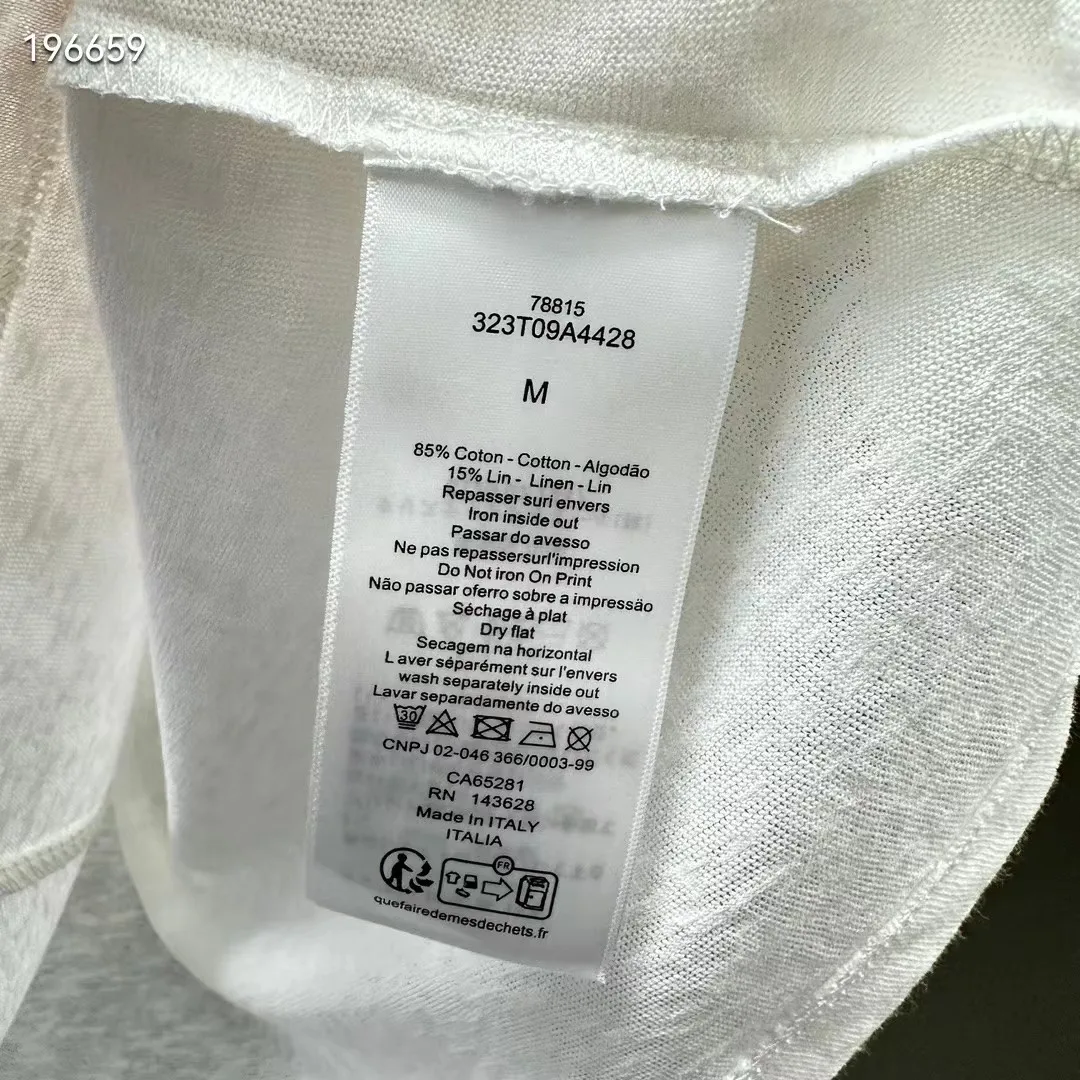 196659
78815
323T09A4428
M
85% Coton - Cotton - Algodão
15% Lin - Linen - Lin
Repasser suri envers
Iron inside out
Passar do avesso
Ne pas repassersurl'impression
Do Not iron On Print
Não passar oferro sobre a impressão
Séchage à plat
Dry flat
Secagem na horizontal
L aver séparément sur l'envers
wash separately inside out
Lavar separadamente do avesso
30
CNPJ 02-046 366/0003-99
CA65281
RN 143628
Made In ITALY
ITALIA
FR
quefairedemesdechets.fr